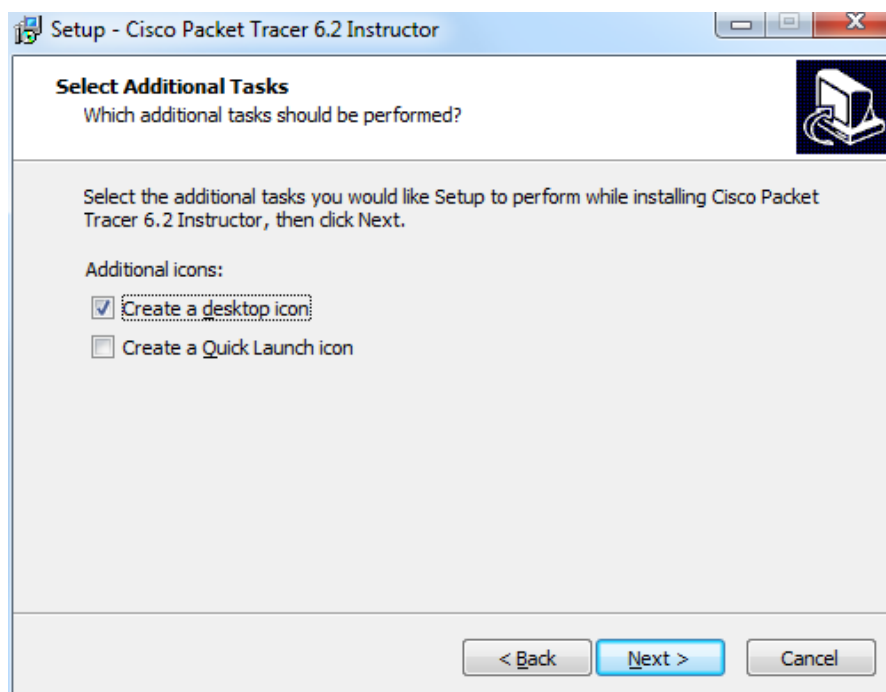 Setup - Cisco Packet Tracer 6.2 Instructor
Select Additional Tasks
Which additional tasks should be performed?
Select the additional tasks you would like Setup to perform while installing Cisco Packet
Tracer 6.2 Instructor, then click Next.
Additional icons:
Create a desktop icon
Create a Quick Launch icon
< Back Next > Cancel